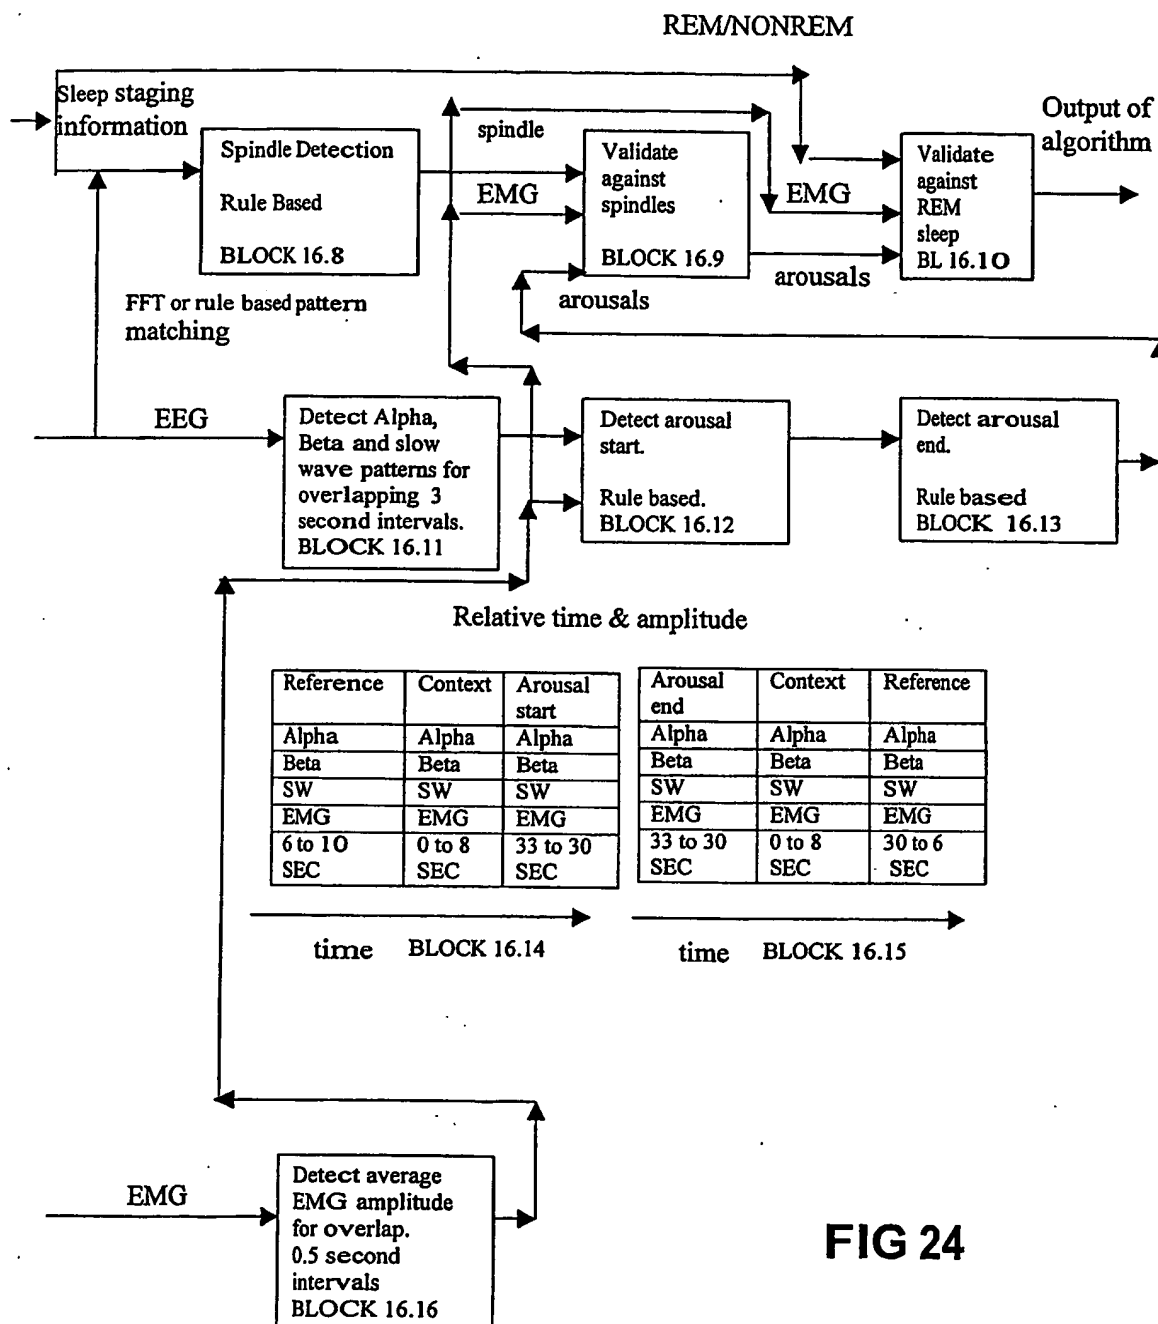 REM/NONREM
Sleep staging
information
Output of
algorithm
Spindle Detection
Rule Based
BLOCK 16.8
spindle
EMG
Validate
against
spindles
BLOCK 16.9
EMG
Validate
against
REM
sleep
BL 16.10
arousals
arousals
FFT or rule based pattern
matching
EEG
Detect Alpha,
Beta and slow
wave patterns for
overlapping 3
second intervals.
BLOCK 16.11
Detect arousal
start.
Rule based.
BLOCK 16.12
Detect arousal
end.
Rule based
BLOCK 16.13
Relative time & amplitude
Reference Context Arousal
start
Alpha Alpha Alpha
Beta Beta Beta
SW SW SW
EMG EMG EMG
6 to 10 0 to 8 33 to 30
SEC SEC SEC
time BLOCK 16.14
Arousal Context Reference
end
Alpha Alpha Alpha
Beta Beta Beta
SW SW SW
EMG EMG EMG
33 to 30 0 to 8 30 to 6
SEC SEC SEC
time BLOCK 16.15
EMG
Detect average
EMG amplitude
for overlap.
0.5 second
intervals
BLOCK 16.16
FIG 24